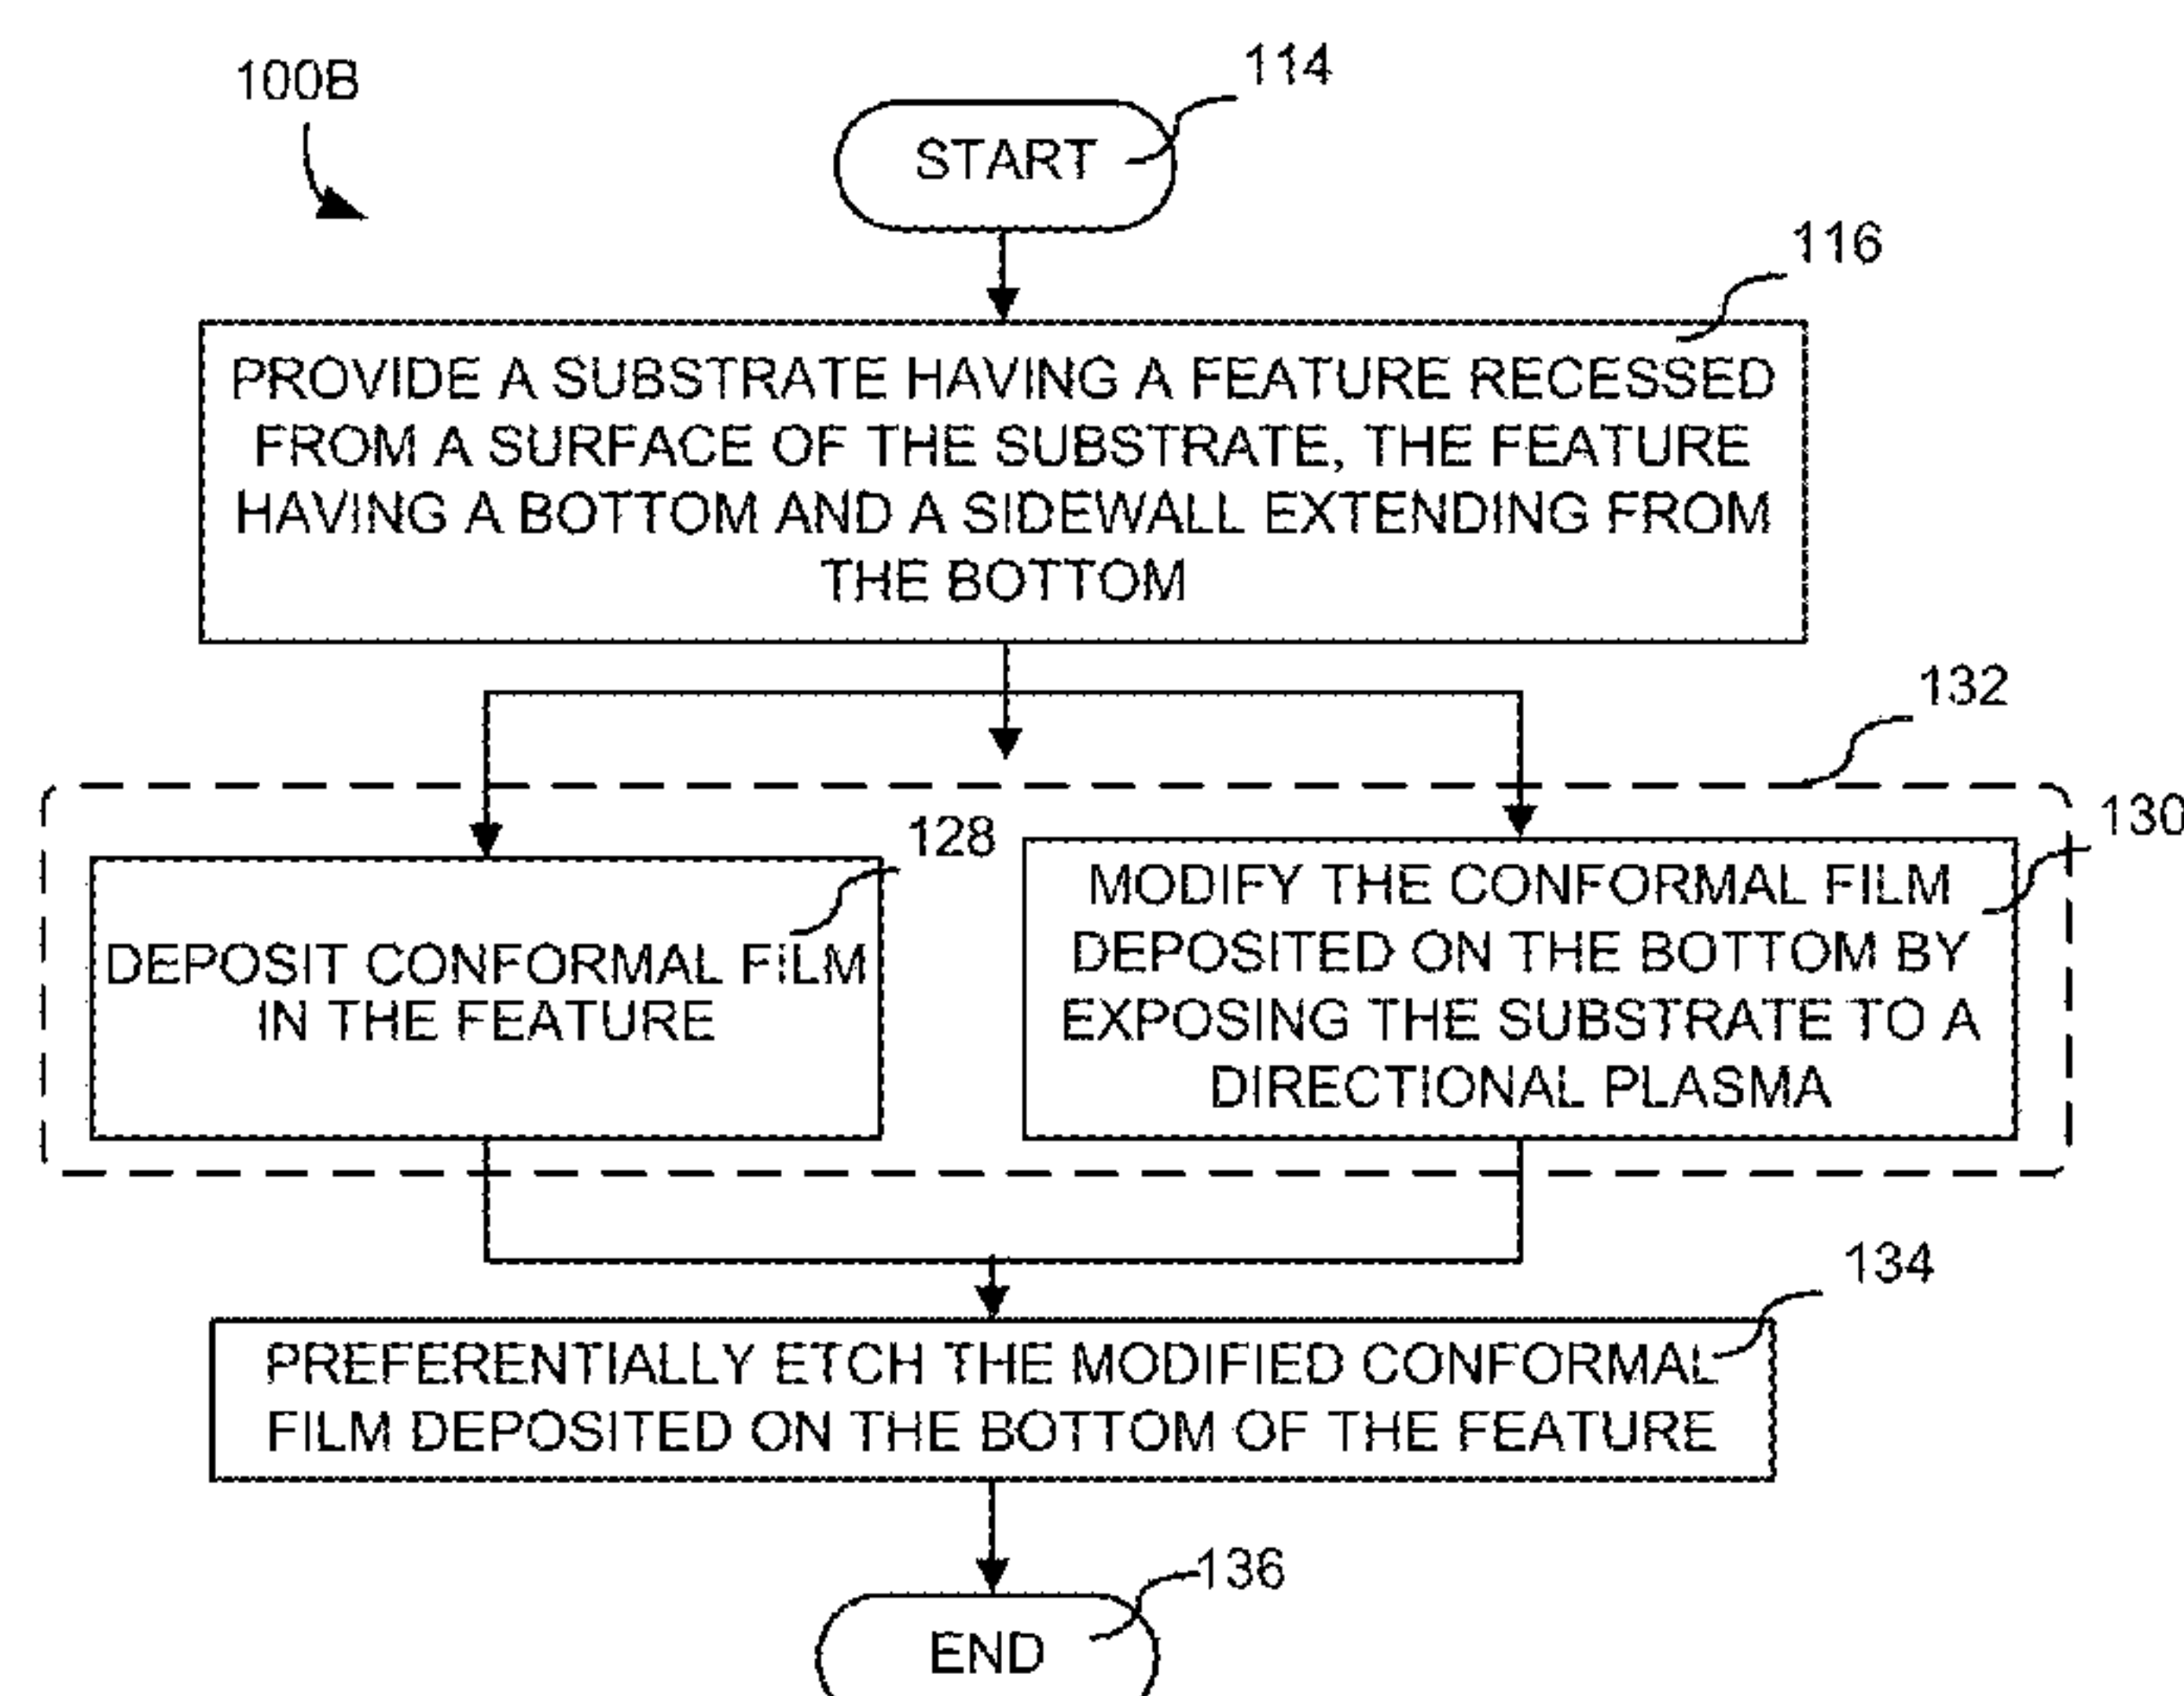 100B
114
START
116
PROVIDE A SUBSTRATE HAVING A FEATURE RECESSED
FROM A SURFACE OF THE SUBSTRATE, THE FEATURE
HAVING A BOTTOM AND A SIDEWALL EXTENDING FROM
THE BOTTOM
132
130
128
DEPOSIT CONFORMAL FILM
IN THE FEATURE
MODIFY THE CONFORMAL FILM
DEPOSITED ON THE BOTTOM BY
EXPOSING THE SUBSTRATE TO A
DIRECTIONAL PLASMA
134
PREFERENTIALLY ETCH THE MODIFIED CONFORMAL
FILM DEPOSITED ON THE BOTTOM OF THE FEATURE
136
END